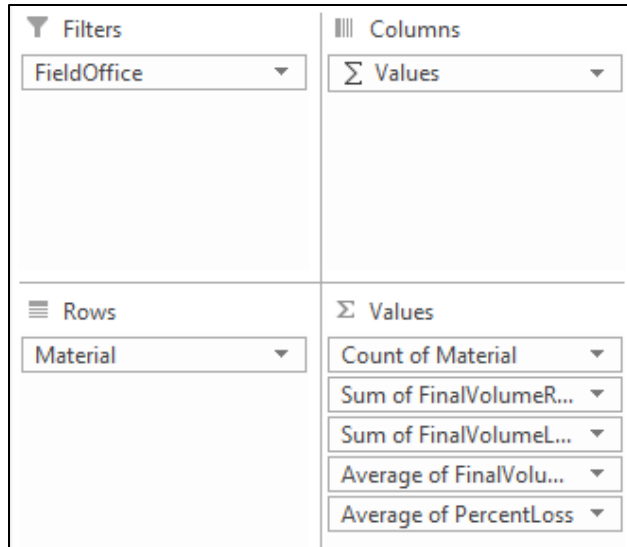 Filters
FieldOffice
Columns
Σ Values
Rows
Material
Σ Values
Count of Material
Sum of FinalVolumeR...
Sum of FinalVolumeL...
Average of FinalVolu...
Average of PercentLoss